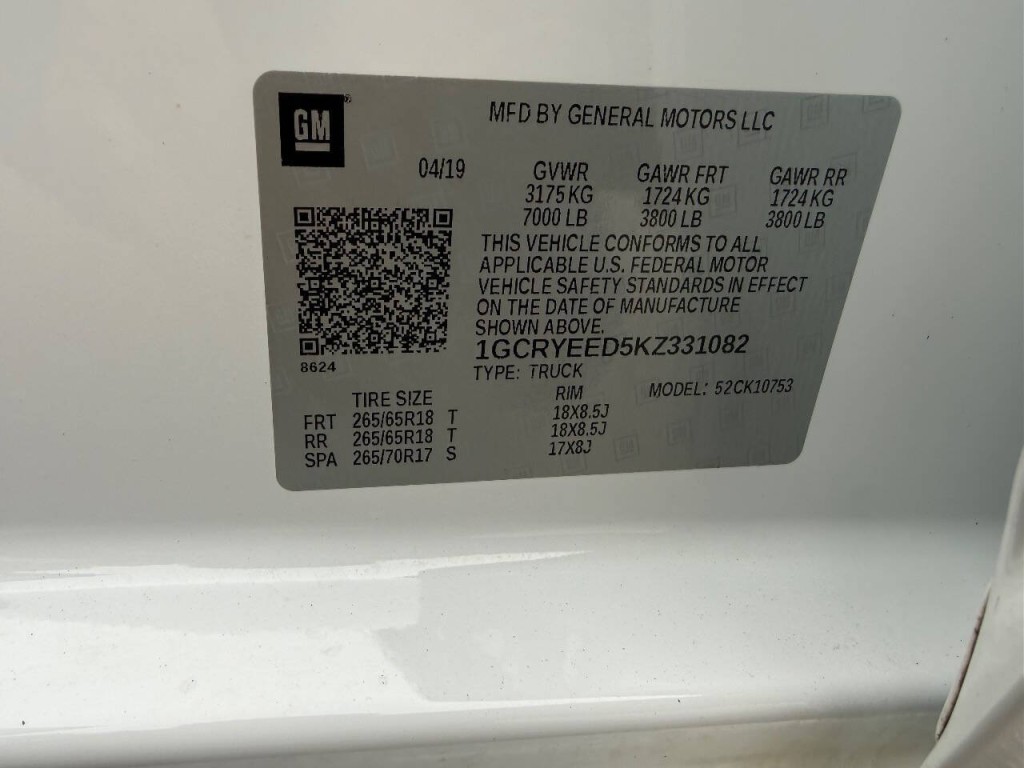 GM
MFD BY GENERAL MOTORS LLC
04/19 GVWR GAWR FRT GAWR RR
3175 KG 1724 KG 1724 KG
7000 LB 3800 LB 3800 LB
THIS VEHICLE CONFORMS TO ALL
APPLICABLE U.S. FEDERAL MOTOR
VEHICLE SAFETY STANDARDS IN EFFECT
ON THE DATE OF MANUFACTURE
SHOWN ABOVE.
1GCRYEED5KZ331082
8624
TYPE: TRUCK
MODEL: 52CK10753
TIRE SIZE RIM
FRT 265/65R18 T 18X8.5J
RR 265/65R18 T 18X8.5J
SPA 265/70R17 S 17X8J